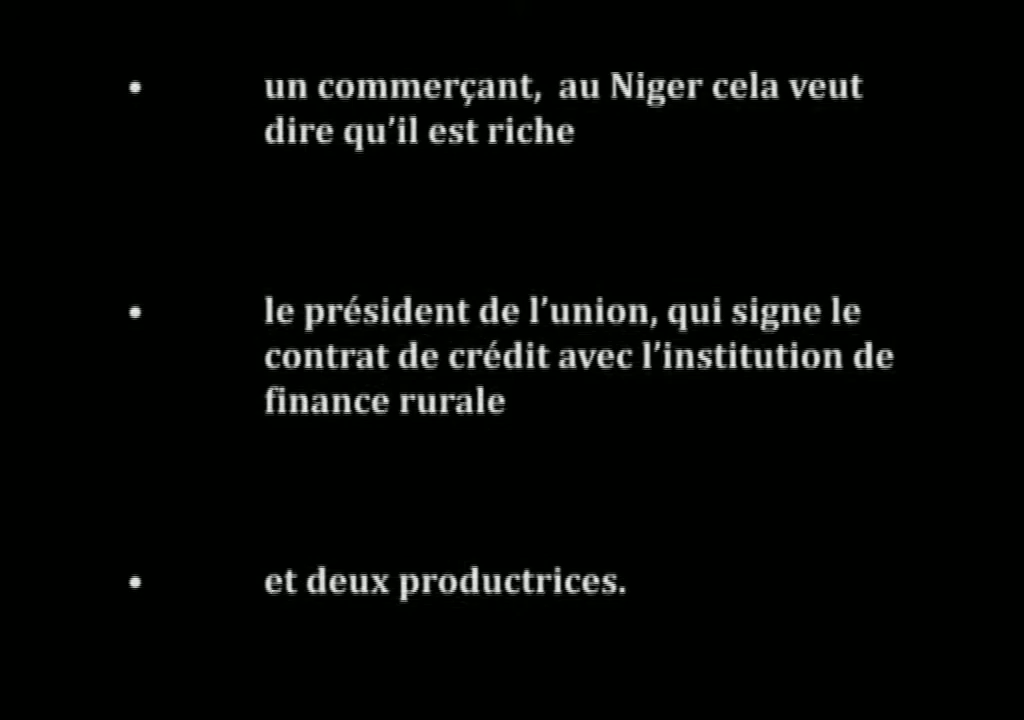 • un commerçant, au Niger cela veut
dire qu’il est riche
• le président de l’union, qui signe le
contrat de crédit avec l’institution de
finance rurale
• et deux productrices.